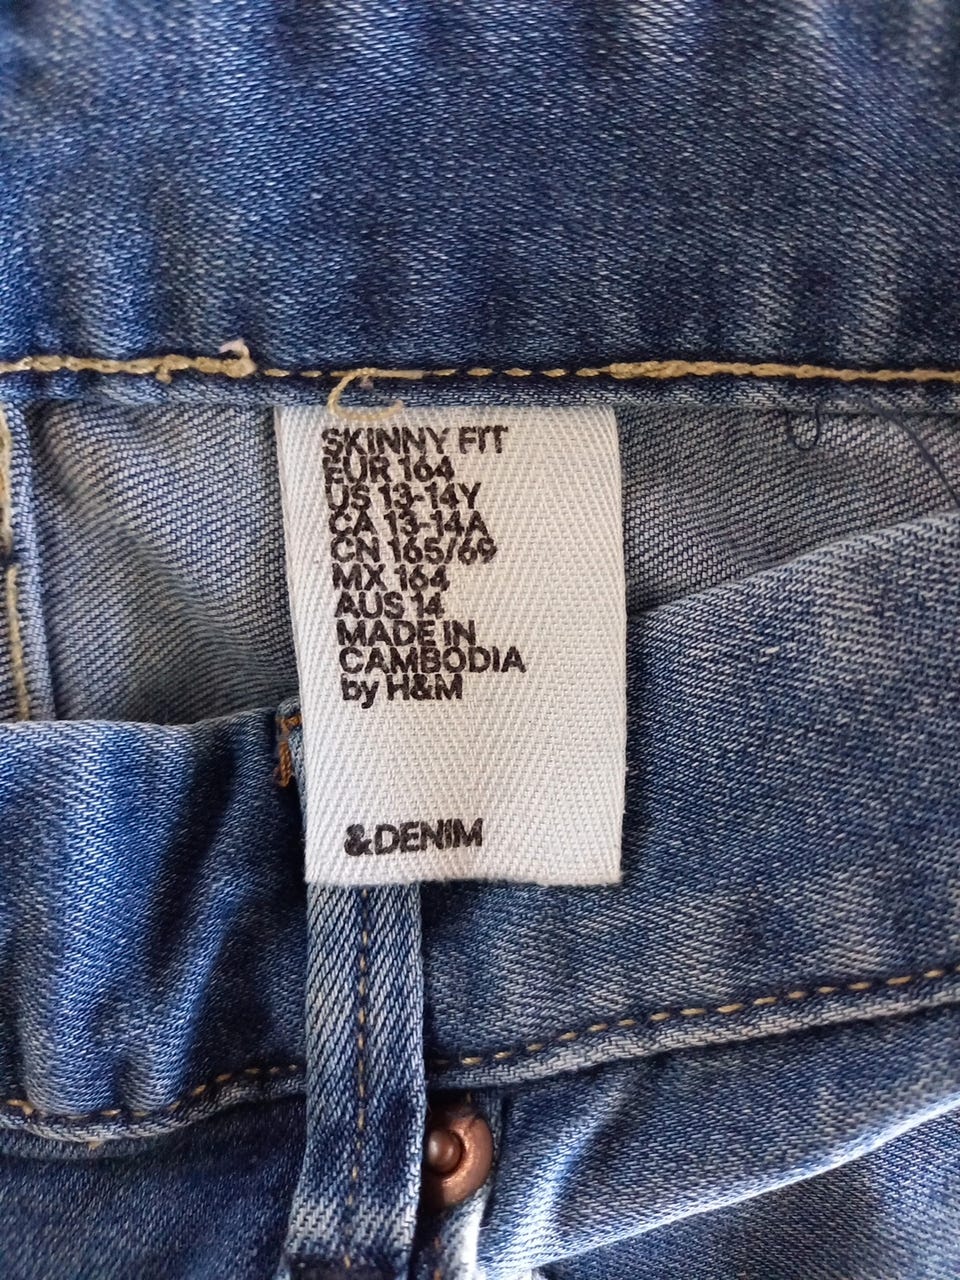 SKINNY FIT
EUR 164
US 13-14Y
CA 13-14A
CN 165/69
MX 164
AUS 14
MADE IN
CAMBODIA
by H&M
&DENIM